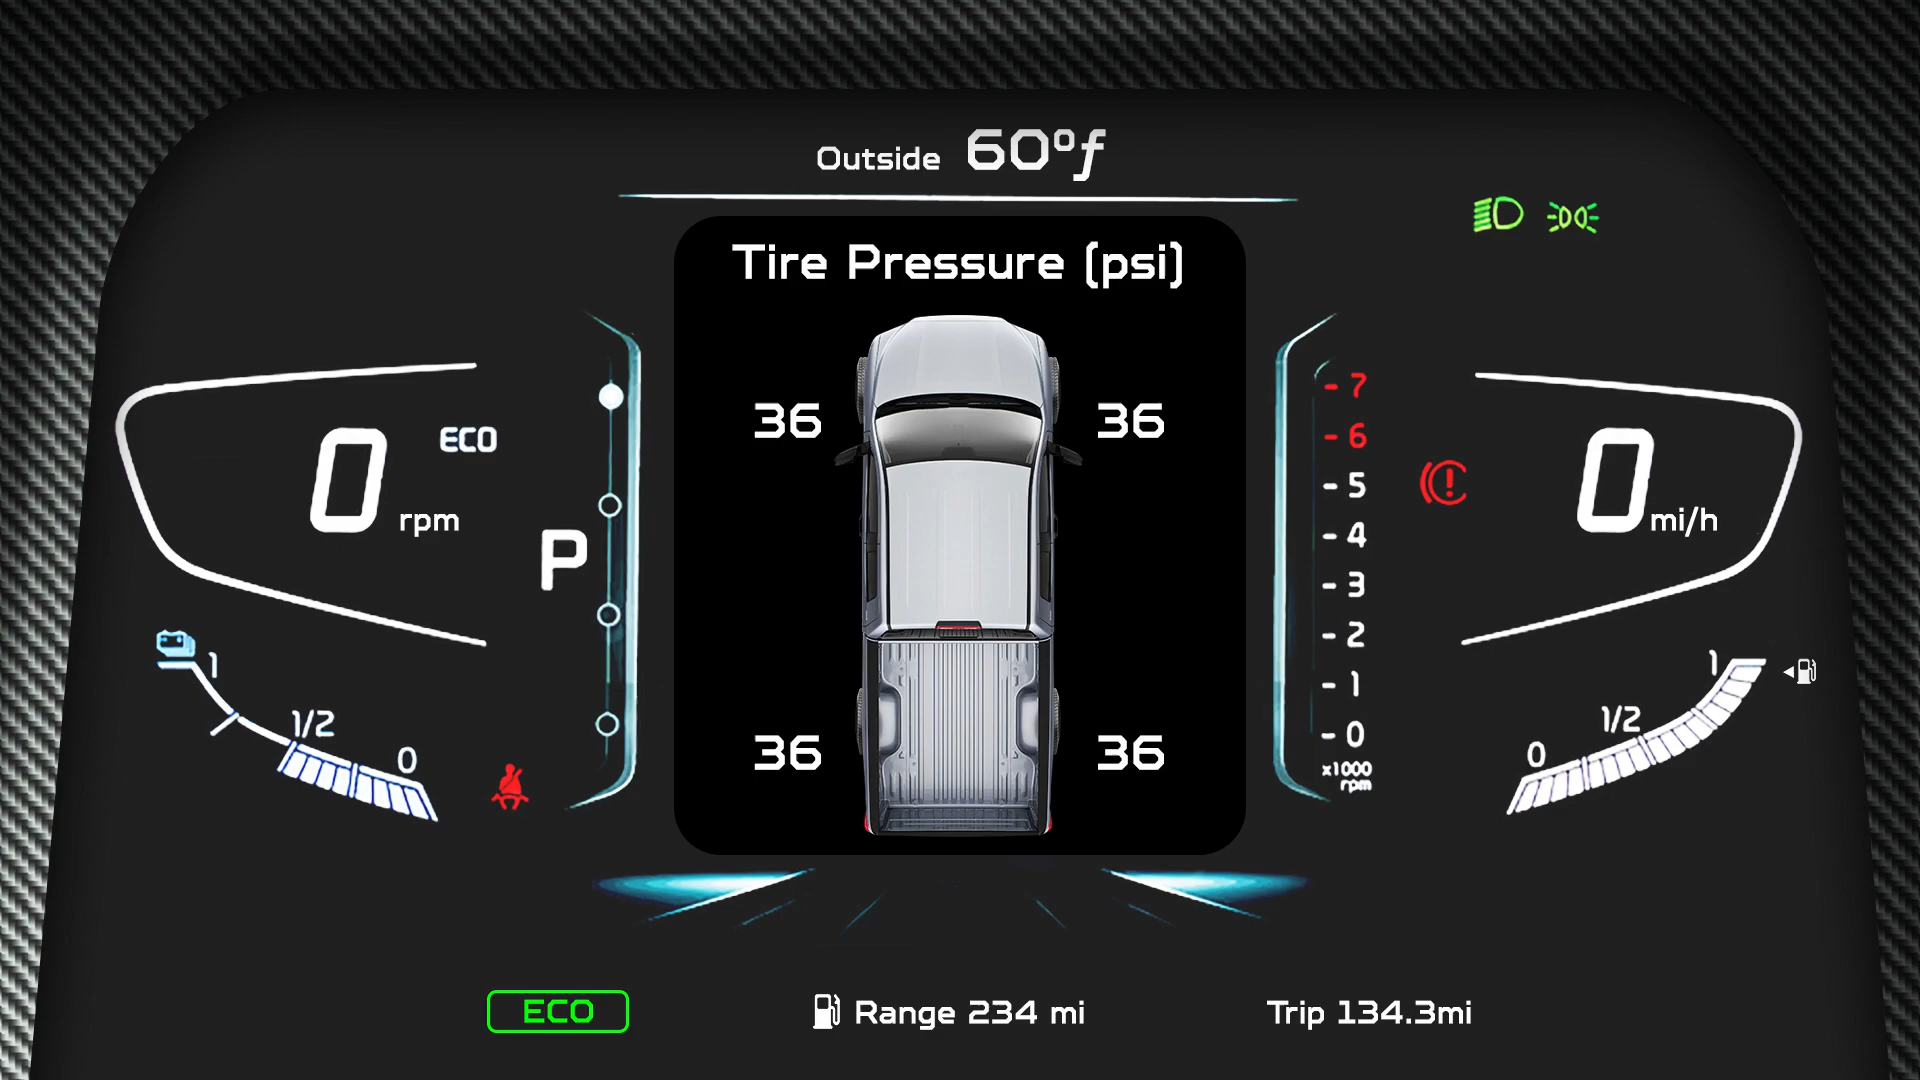 Outside 60°f
Tire Pressure (psi)
36 36
36 36
0 rpm
ECO
P
1
1/2
0
- 7
- 6
- 5
- 4
- 3
- 2
- 1
- 0
x1000
rpm
0 mi/h
1
1/2
0
ECO
Range 234 mi
Trip 134.3mi